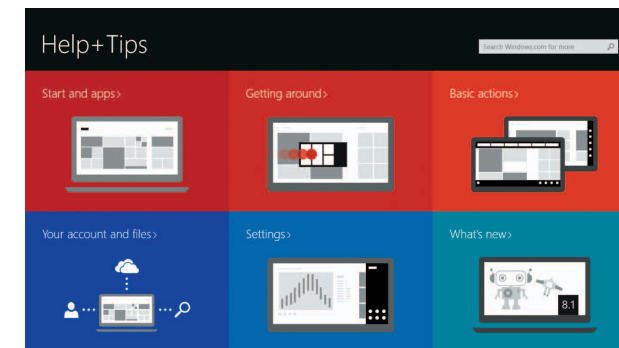 Help+Tips
Search Windows.com for more
Start and apps>
Getting around>
Basic actions>
Your account and files>
Settings>
What's new>
8.1